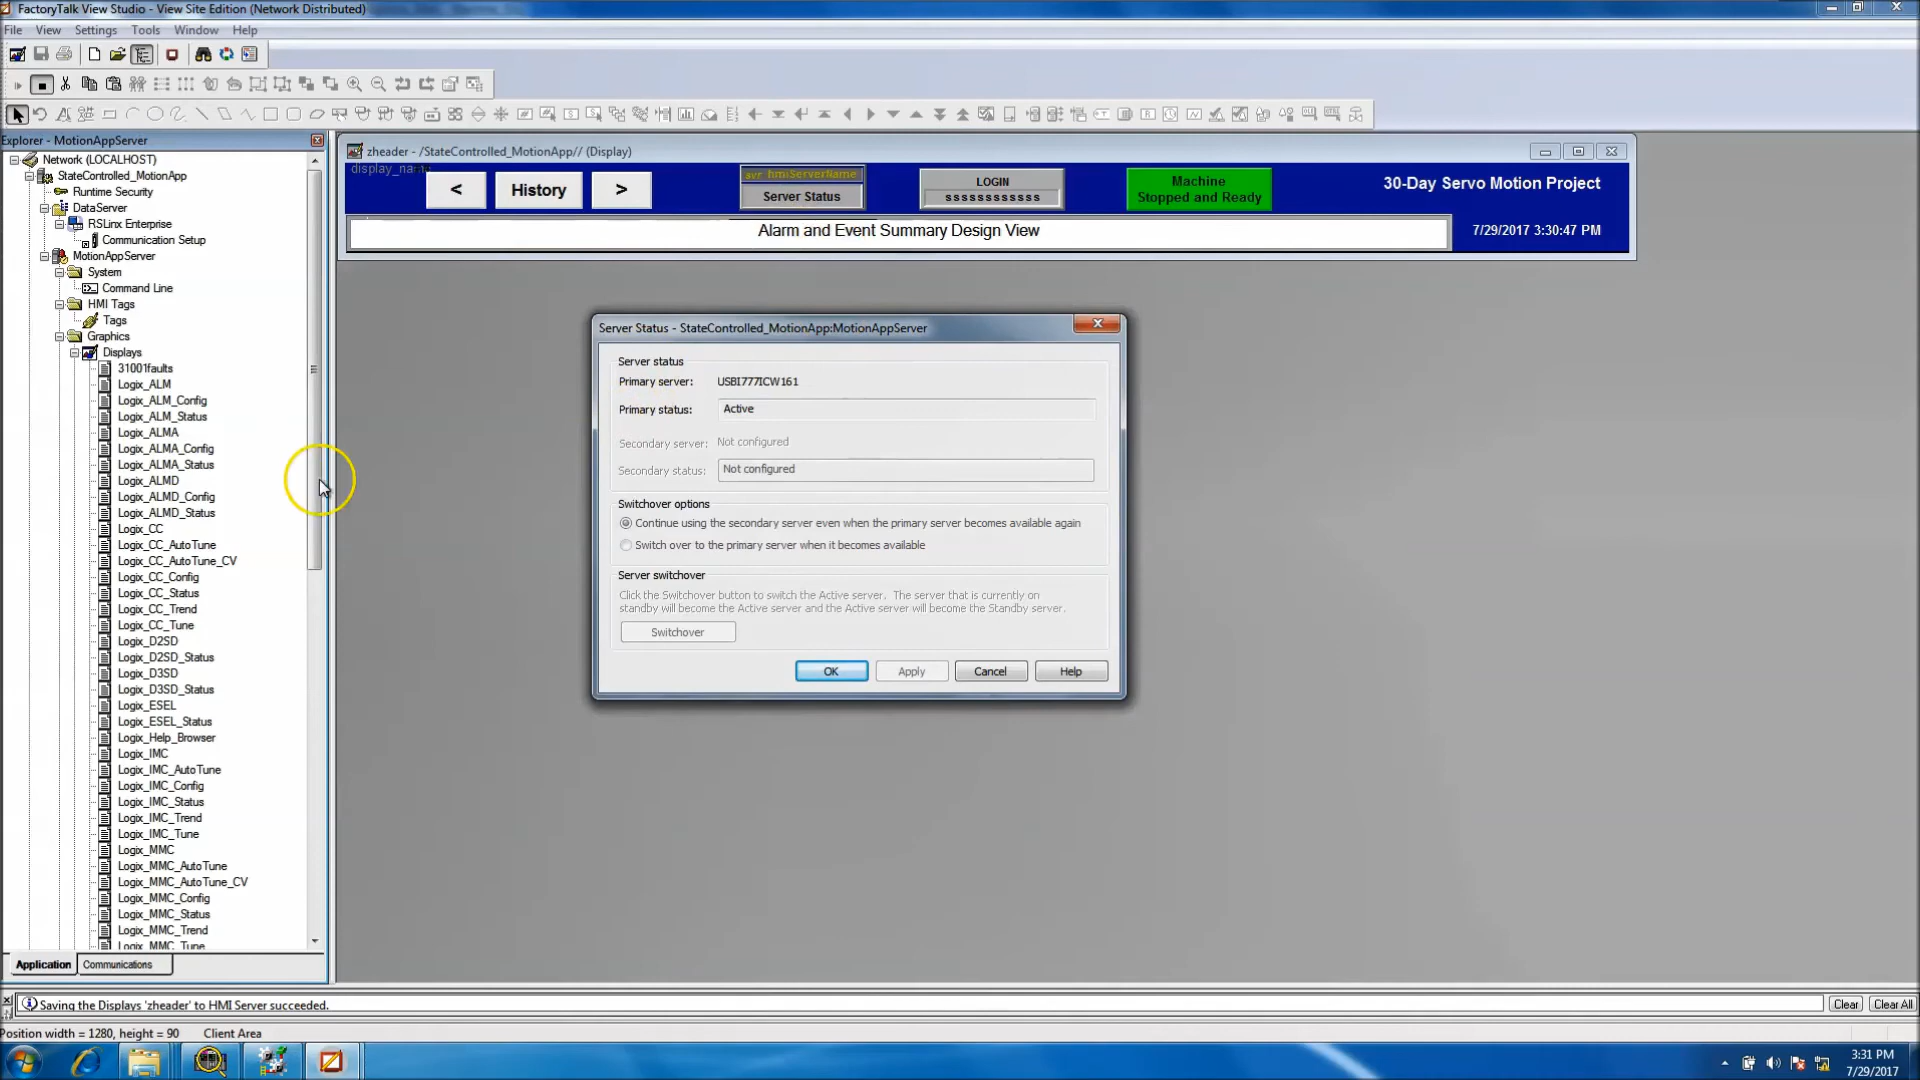 FactoryTalk View Studio - View Site Edition (Network Distributed)
File View Settings Tools Window Help
Explorer - MotionAppServer
Network (LOCALHOST)
StateControlled_MotionApp
Runtime Security
DataServer
RSLinx Enterprise
Communication Setup
MotionAppServer
System
Command Line
HMI Tags
Tags
Graphics
Displays
31001faults
Logix_ALM
Logix_ALM_Config
Logix_ALM_Status
Logix_ALMA
Logix_ALMA_Config
Logix_ALMA_Status
Logix_ALMD
Logix_ALMD_Config
Logix_ALMD_Status
Logix_CC
Logix_CC_AutoTune
Logix_CC_AutoTune_CV
Logix_CC_Config
Logix_CC_Status
Logix_CC_Trend
Logix_CC_Tune
Logix_D2SD
Logix_D2SD_Status
Logix_D3SD
Logix_D3SD_Status
Logix_ESEL
Logix_ESEL_Status
Logix_Help_Browser
Logix_IMC
Logix_IMC_AutoTune
Logix_IMC_Config
Logix_IMC_Status
Logix_IMC_Trend
Logix_IMC_Tune
Logix_MMC
Logix_MMC_AutoTune
Logix_MMC_AutoTune_CV
Logix_MMC_Config
Logix_MMC_Status
Logix_MMC_Trend
Logix_MMC_Tune
Application Communications
zheader - /StateControlled_MotionApp// (Display)
display_name
< History >
svr hmiServerName
Server Status
LOGIN
ssssssssssss
Machine
Stopped and Ready
30-Day Servo Motion Project
Alarm and Event Summary Design View
7/29/2017 3:30:47 PM
Server Status - StateControlled_MotionApp:MotionAppServer
Server status
Primary server: USBI777ICW161
Primary status: Active
Secondary server: Not configured
Secondary status: Not configured
Switchover options
Continue using the secondary server even when the primary server becomes available again
Switch over to the primary server when it becomes available
Server switchover
Click the Switchover button to switch the Active server. The server that is currently on
standby will become the Active server and the Active server will become the Standby server.
Switchover
OK Apply Cancel Help
Saving the Displays 'zheader' to HMI Server succeeded.
Clear Clear All
Position width = 1280, height = 90 Client Area
3:31 PM
7/29/2017